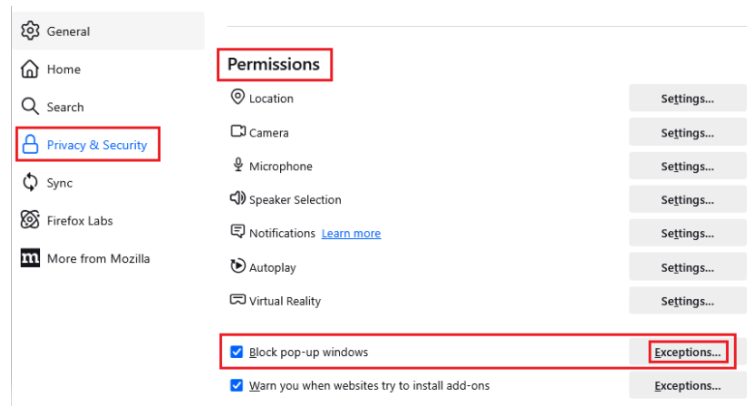 General
Home
Search
Privacy & Security
Sync
Firefox Labs
m More from Mozilla
Permissions
Location Settings...
Camera Settings...
Microphone Settings...
Speaker Selection Settings...
Notifications Learn more Settings...
Autoplay Settings...
Virtual Reality Settings...
Block pop-up windows Exceptions...
Warn you when websites try to install add-ons Exceptions...